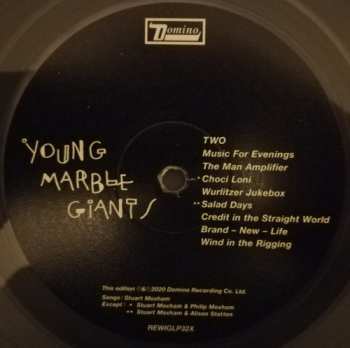 Domino
YOUNG
MARBLE
GIANTS
TWO
Music For Evenings
The Man Amplifier
* Choci Loni
Wurlitzer Jukebox
** Salad Days
Credit in the Straight World
Brand – New – Life
Wind in the Rigging
This edition ℗&©2020 Domino Recording Co. Ltd.
Songs: Stuart Moxham
Except: * Stuart Moxham & Philip Moxham
** Stuart Moxham & Alison Statton
REWIGLP32X